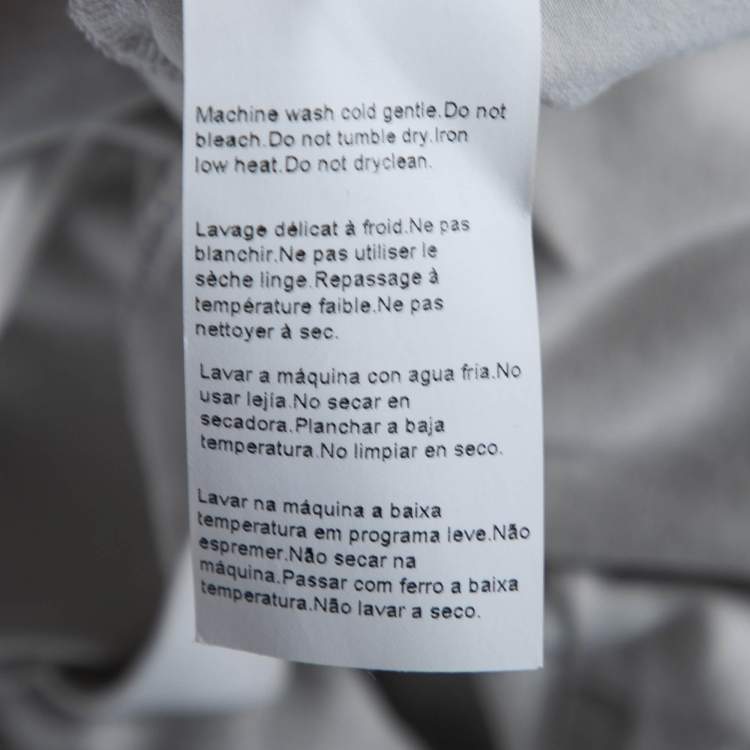 Machine wash cold gentle.Do not
bleach.Do not tumble dry.Iron
low heat.Do not dryclean.
Lavage délicat à froid.Ne pas
blanchir.Ne pas utiliser le
sèche linge.Repassage à
température faible.Ne pas
nettoyer à sec.
Lavar a máquina con agua fria.No
usar lejía.No secar en
secadora.Planchar a baja
temperatura.No limpiar en seco.
Lavar na máquina a baixa
temperatura em programa leve.Não
espremer.Não secar na
máquina.Passar com ferro a baixa
temperatura.Não lavar a seco.